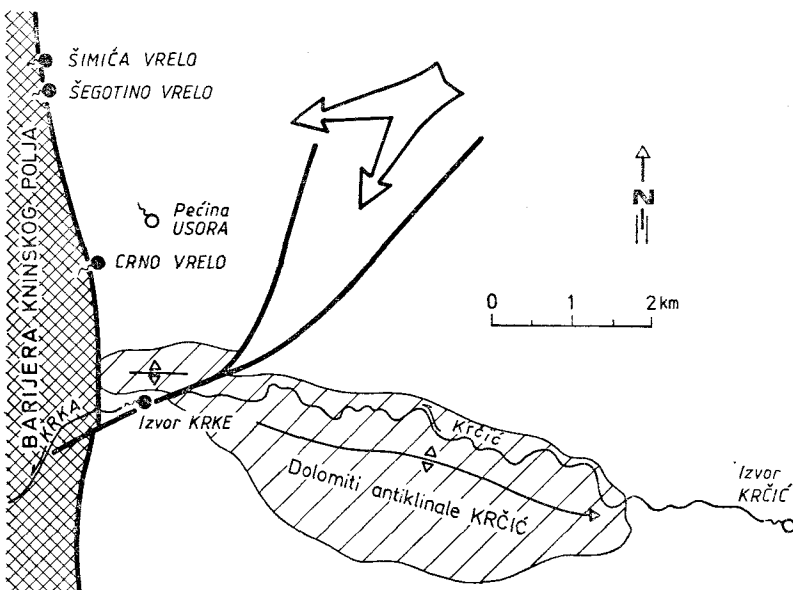 ŠIMIĆA VRELO
ŠEGOTINO VRELO
BARIJERA KNINSKOG POLJA
Pećina
USORA
CRNO VRELO
N
0 1 2 km
KRKA
Izvor KRKE
Krčić
Dolomiti antiklinale KRČIĆ
Izvor
KRČIĆ